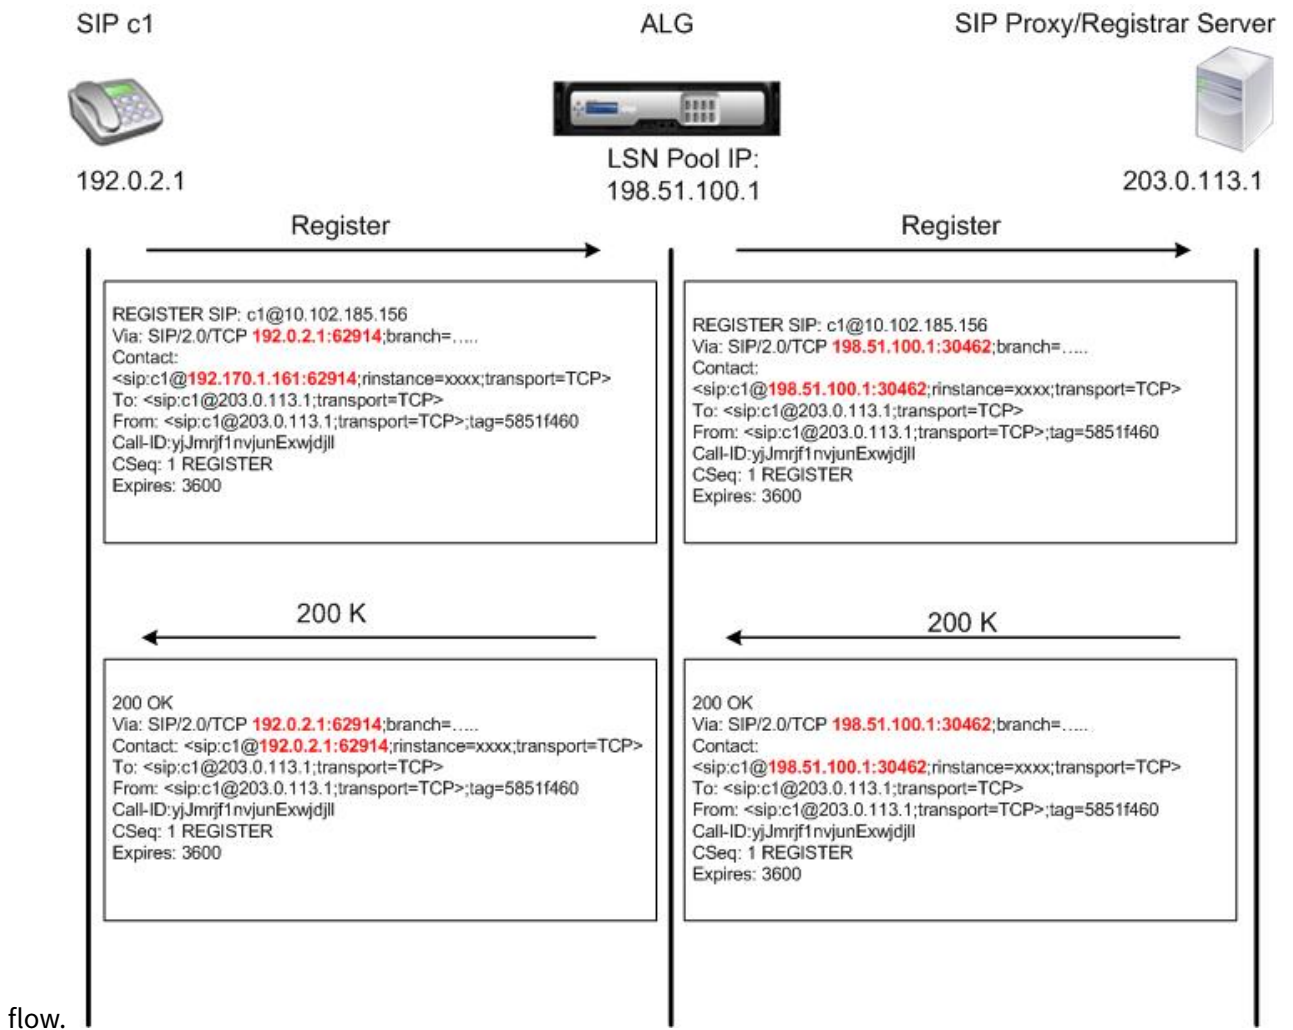 SIP c1
ALG
SIP Proxy/Registrar Server
192.0.2.1
LSN Pool IP:
198.51.100.1
203.0.113.1
Register
Register
REGISTER SIP: c1@10.102.185.156
Via: SIP/2.0/TCP 192.0.2.1:62914;branch=.....
Contact:
<sip:c1@192.170.1.161:62914;rinstance=xxxx;transport=TCP>
To: <sip:c1@203.0.113.1;transport=TCP>
From: <sip:c1@203.0.113.1;transport=TCP>;tag=5851f460
Call-ID:yjJmrjf1nvjunExwjdjll
CSeq: 1 REGISTER
Expires: 3600
REGISTER SIP: c1@10.102.185.156
Via: SIP/2.0/TCP 198.51.100.1:30462;branch=.....
Contact:
<sip:c1@198.51.100.1:30462;rinstance=xxxx;transport=TCP>
To: <sip:c1@203.0.113.1;transport=TCP>
From: <sip:c1@203.0.113.1;transport=TCP>;tag=5851f460
Call-ID:yjJmrjf1nvjunExwjdjll
CSeq: 1 REGISTER
Expires: 3600
200 K
200 K
200 OK
Via: SIP/2.0/TCP 192.0.2.1:62914;branch=.....
Contact: <sip:c1@192.0.2.1:62914;rinstance=xxxx;transport=TCP>
To: <sip:c1@203.0.113.1;transport=TCP>
From: <sip:c1@203.0.113.1;transport=TCP>;tag=5851f460
Call-ID:yjJmrjf1nvjunExwjdjll
CSeq: 1 REGISTER
Expires: 3600
200 OK
Via: SIP/2.0/TCP 198.51.100.1:30462;branch=.....
Contact:
<sip:c1@198.51.100.1:30462;rinstance=xxxx;transport=TCP>
To: <sip:c1@203.0.113.1;transport=TCP>
From: <sip:c1@203.0.113.1;transport=TCP>;tag=5851f460
Call-ID:yjJmrjf1nvjunExwjdjll
CSeq: 1 REGISTER
Expires: 3600
flow.